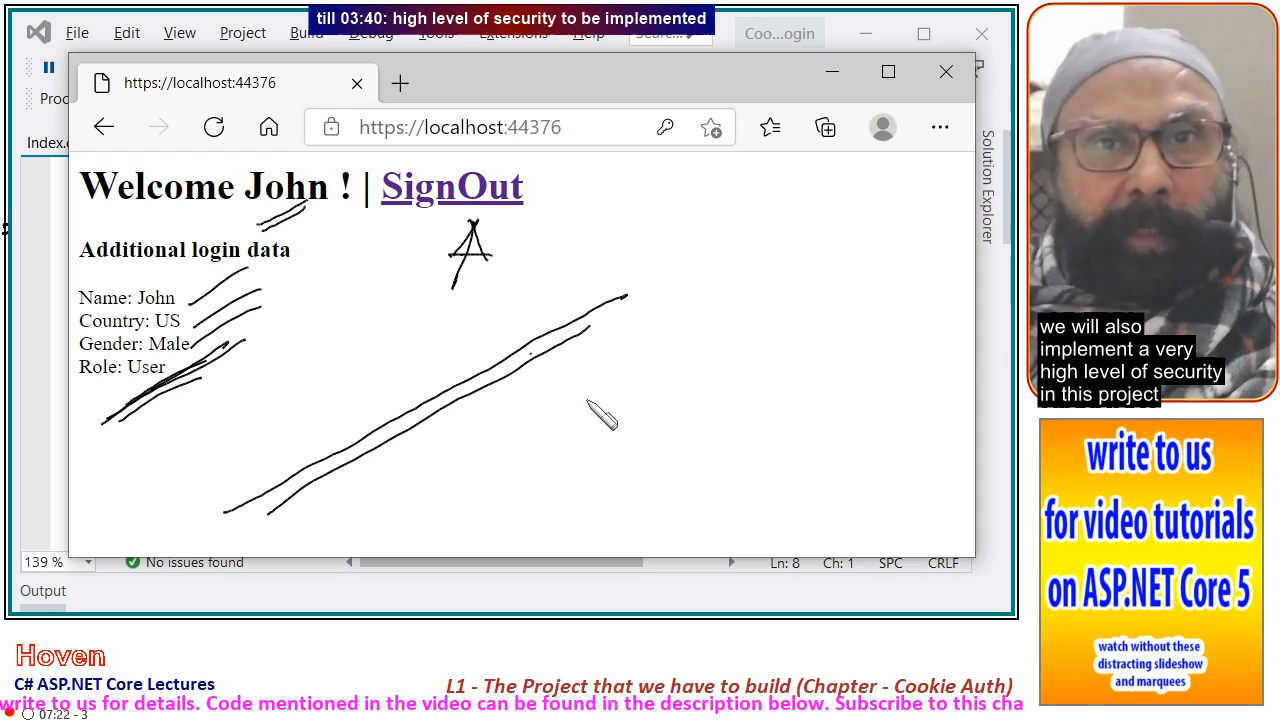 till 03:40: high level of security to be implemented
File Edit View Project
Coo...ogin
https://localhost:44376
https://localhost:44376
Index.c
Solution Explorer
Welcome John ! | SignOut
Additional login data
Name: John
Country: US
Gender: Male
Role: User
139 %
No issues found
Ln: 8 Ch: 1 SPC CRLF
Output
we will also
implement a very
high level of security
in this project
write to us
for video tutorials
on ASP.NET Core 5
watch without these
distracting slideshow
and marquees
Hoven
C# ASP.NET Core Lectures
L1 - The Project that we have to build (Chapter - Cookie Auth)
write to us for details. Code mentioned in the video can be found in the description below. Subscribe to this cha
07:22 - 3